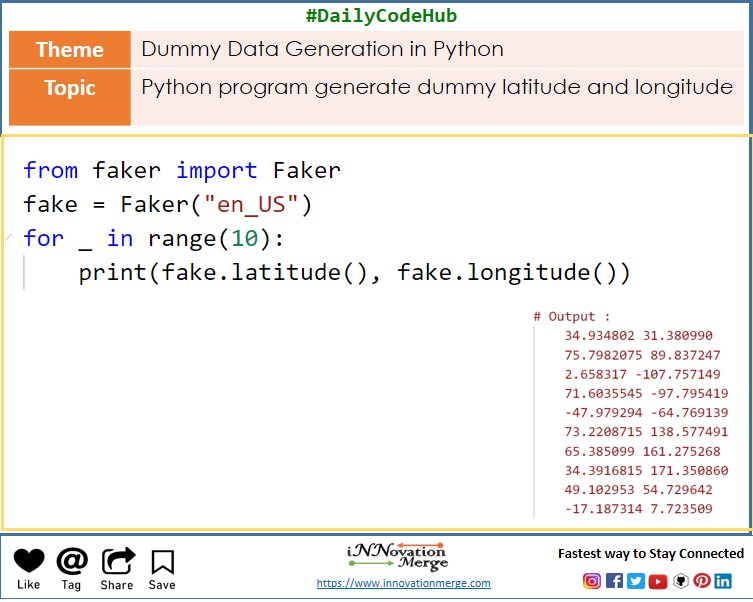 #DailyCodeHub
Theme
Dummy Data Generation in Python
Topic
Python program generate dummy latitude and longitude
from faker import Faker
fake = Faker("en_US")
for _ in range(10):
    print(fake.latitude(), fake.longitude())
# Output :
34.934802 31.380990
75.7982075 89.837247
2.658317 -107.757149
71.6035545 -97.795419
-47.979294 -64.769139
73.2208715 138.577491
65.385099 161.275268
34.3916815 171.350860
49.102953 54.729642
-17.187314 7.723509
Like
Tag
Share
Save
iNNovation
Merge
https://www.innovationmerge.com
Fastest way to Stay Connected